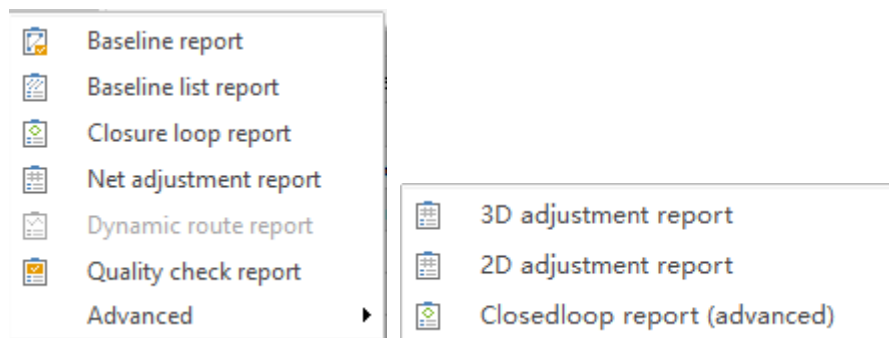 Baseline report
Baseline list report
Closure loop report
Net adjustment report
Dynamic route report
Quality check report
Advanced
3D adjustment report
2D adjustment report
Closedloop report (advanced)